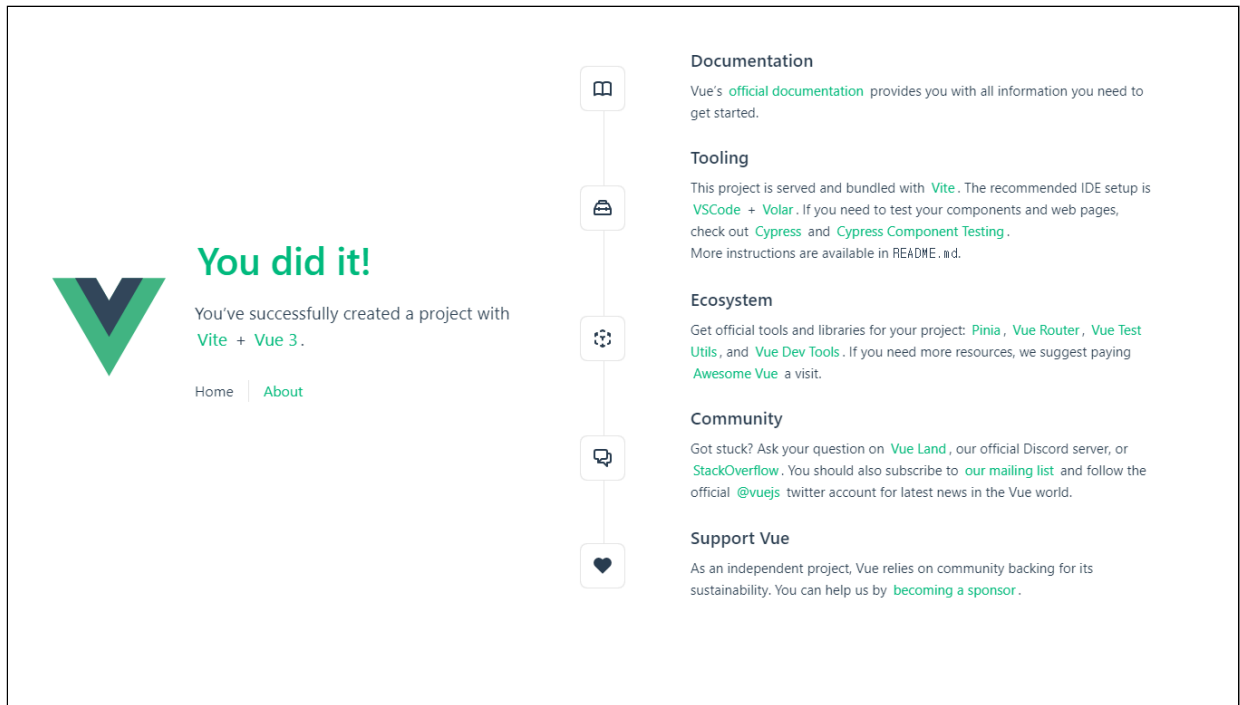 You did it!
You've successfully created a project with
Vite + Vue 3.
Home
About
Documentation
Vue's official documentation provides you with all information you need to
get started.
Tooling
This project is served and bundled with Vite. The recommended IDE setup is
VSCode + Volar. If you need to test your components and web pages,
check out Cypress and Cypress Component Testing.
More instructions are available in README.md.
Ecosystem
Get official tools and libraries for your project: Pinia, Vue Router, Vue Test
Utils, and Vue Dev Tools. If you need more resources, we suggest paying
Awesome Vue a visit.
Community
Got stuck? Ask your question on Vue Land, our official Discord server, or
StackOverflow. You should also subscribe to our mailing list and follow the
official @vuejs twitter account for latest news in the Vue world.
Support Vue
As an independent project, Vue relies on community backing for its
sustainability. You can help us by becoming a sponsor.